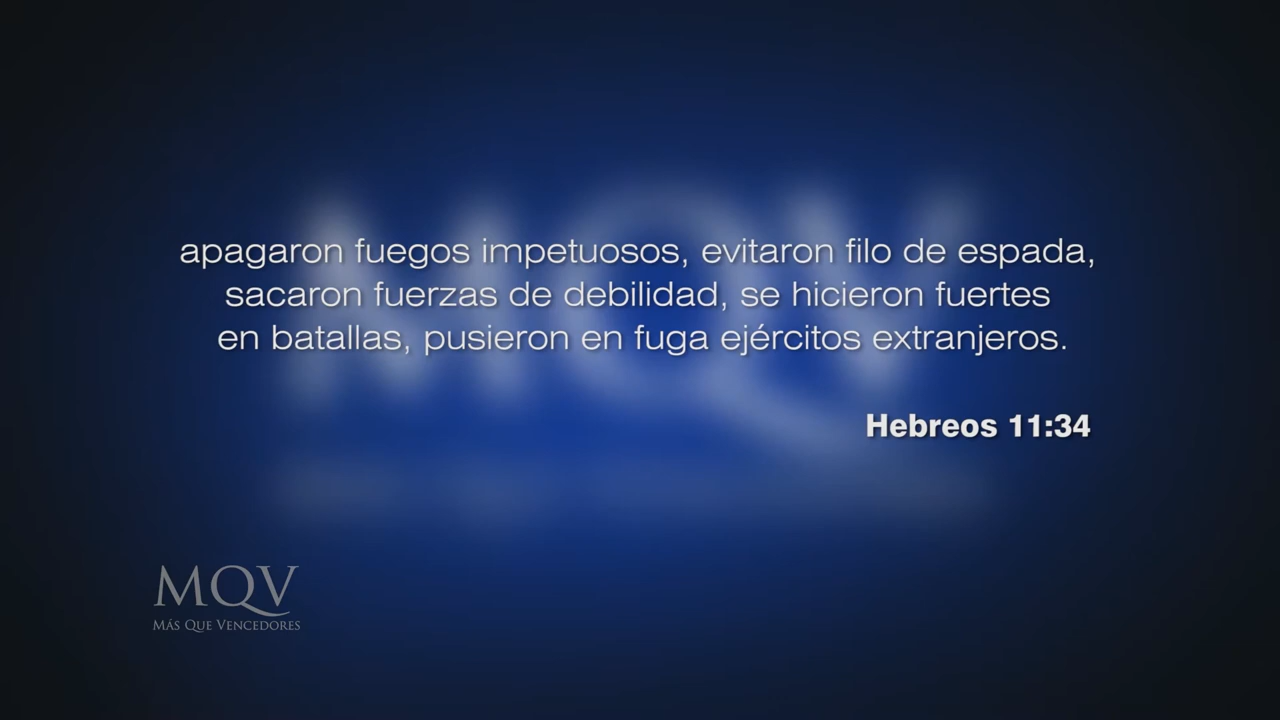 apagaron fuegos impetuosos, evitaron filo de espada,
sacaron fuerzas de debilidad, se hicieron fuertes
en batallas, pusieron en fuga ejércitos extranjeros.
Hebreos 11:34
MQV
MÁS QUE VENCEDORES